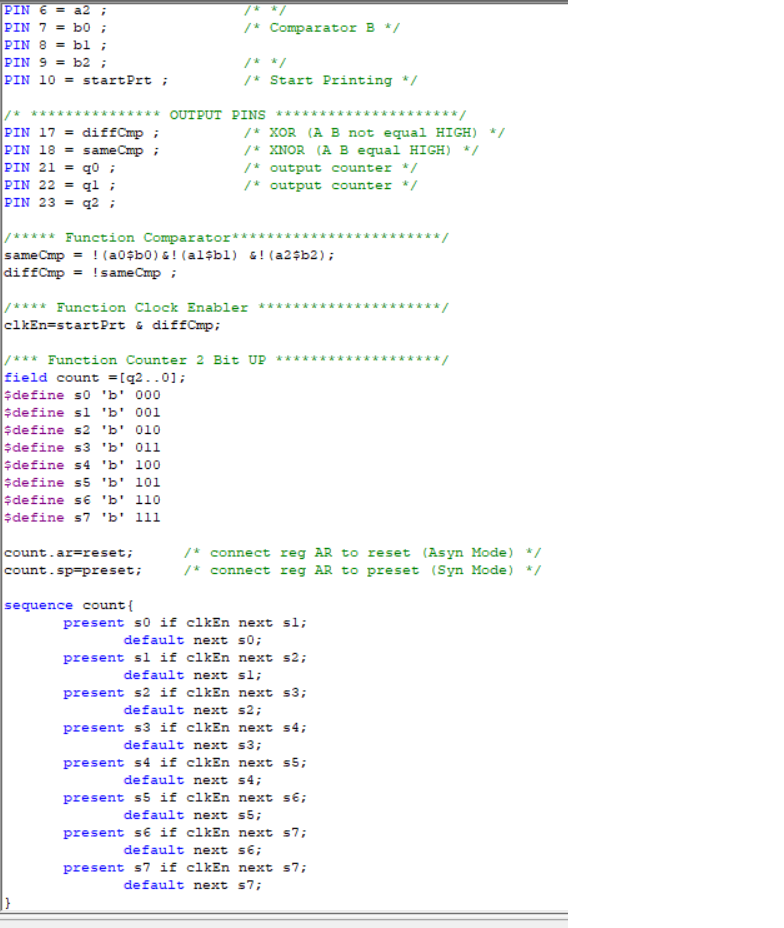 PIN 6 = a2 ; /* */
PIN 7 = b0 ; /* Comparator B */
PIN 8 = b1 ;
PIN 9 = b2 ; /* */
PIN 10 = startPrt ; /* Start Printing */
/* *************** OUTPUT PINS *********************/
PIN 17 = diffCmp ; /* XOR (A B not equal HIGH) */
PIN 18 = sameCmp ; /* XNOR (A B equal HIGH) */
PIN 21 = q0 ; /* output counter */
PIN 22 = q1 ; /* output counter */
PIN 23 = q2 ;
/***** Function Comparator************************/
sameCmp = !(a0$b0)&!(a1$b1) &!(a2$b2);
diffCmp = !sameCmp ;
/**** Function Clock Enabler *********************/
clkEn=startPrt & diffCmp;
/*** Function Counter 2 Bit UP *******************/
field count =[q2..0];
$define s0 'b' 000
$define s1 'b' 001
$define s2 'b' 010
$define s3 'b' 011
$define s4 'b' 100
$define s5 'b' 101
$define s6 'b' 110
$define s7 'b' 111
count.ar=reset; /* connect reg AR to reset (Asyn Mode) */
count.sp=preset; /* connect reg AR to preset (Syn Mode) */
sequence count{
present s0 if clkEn next s1;
default next s0;
present s1 if clkEn next s2;
default next s1;
present s2 if clkEn next s3;
default next s2;
present s3 if clkEn next s4;
default next s3;
present s4 if clkEn next s5;
default next s4;
present s5 if clkEn next s6;
default next s5;
present s6 if clkEn next s7;
default next s6;
present s7 if clkEn next s7;
default next s7;
}